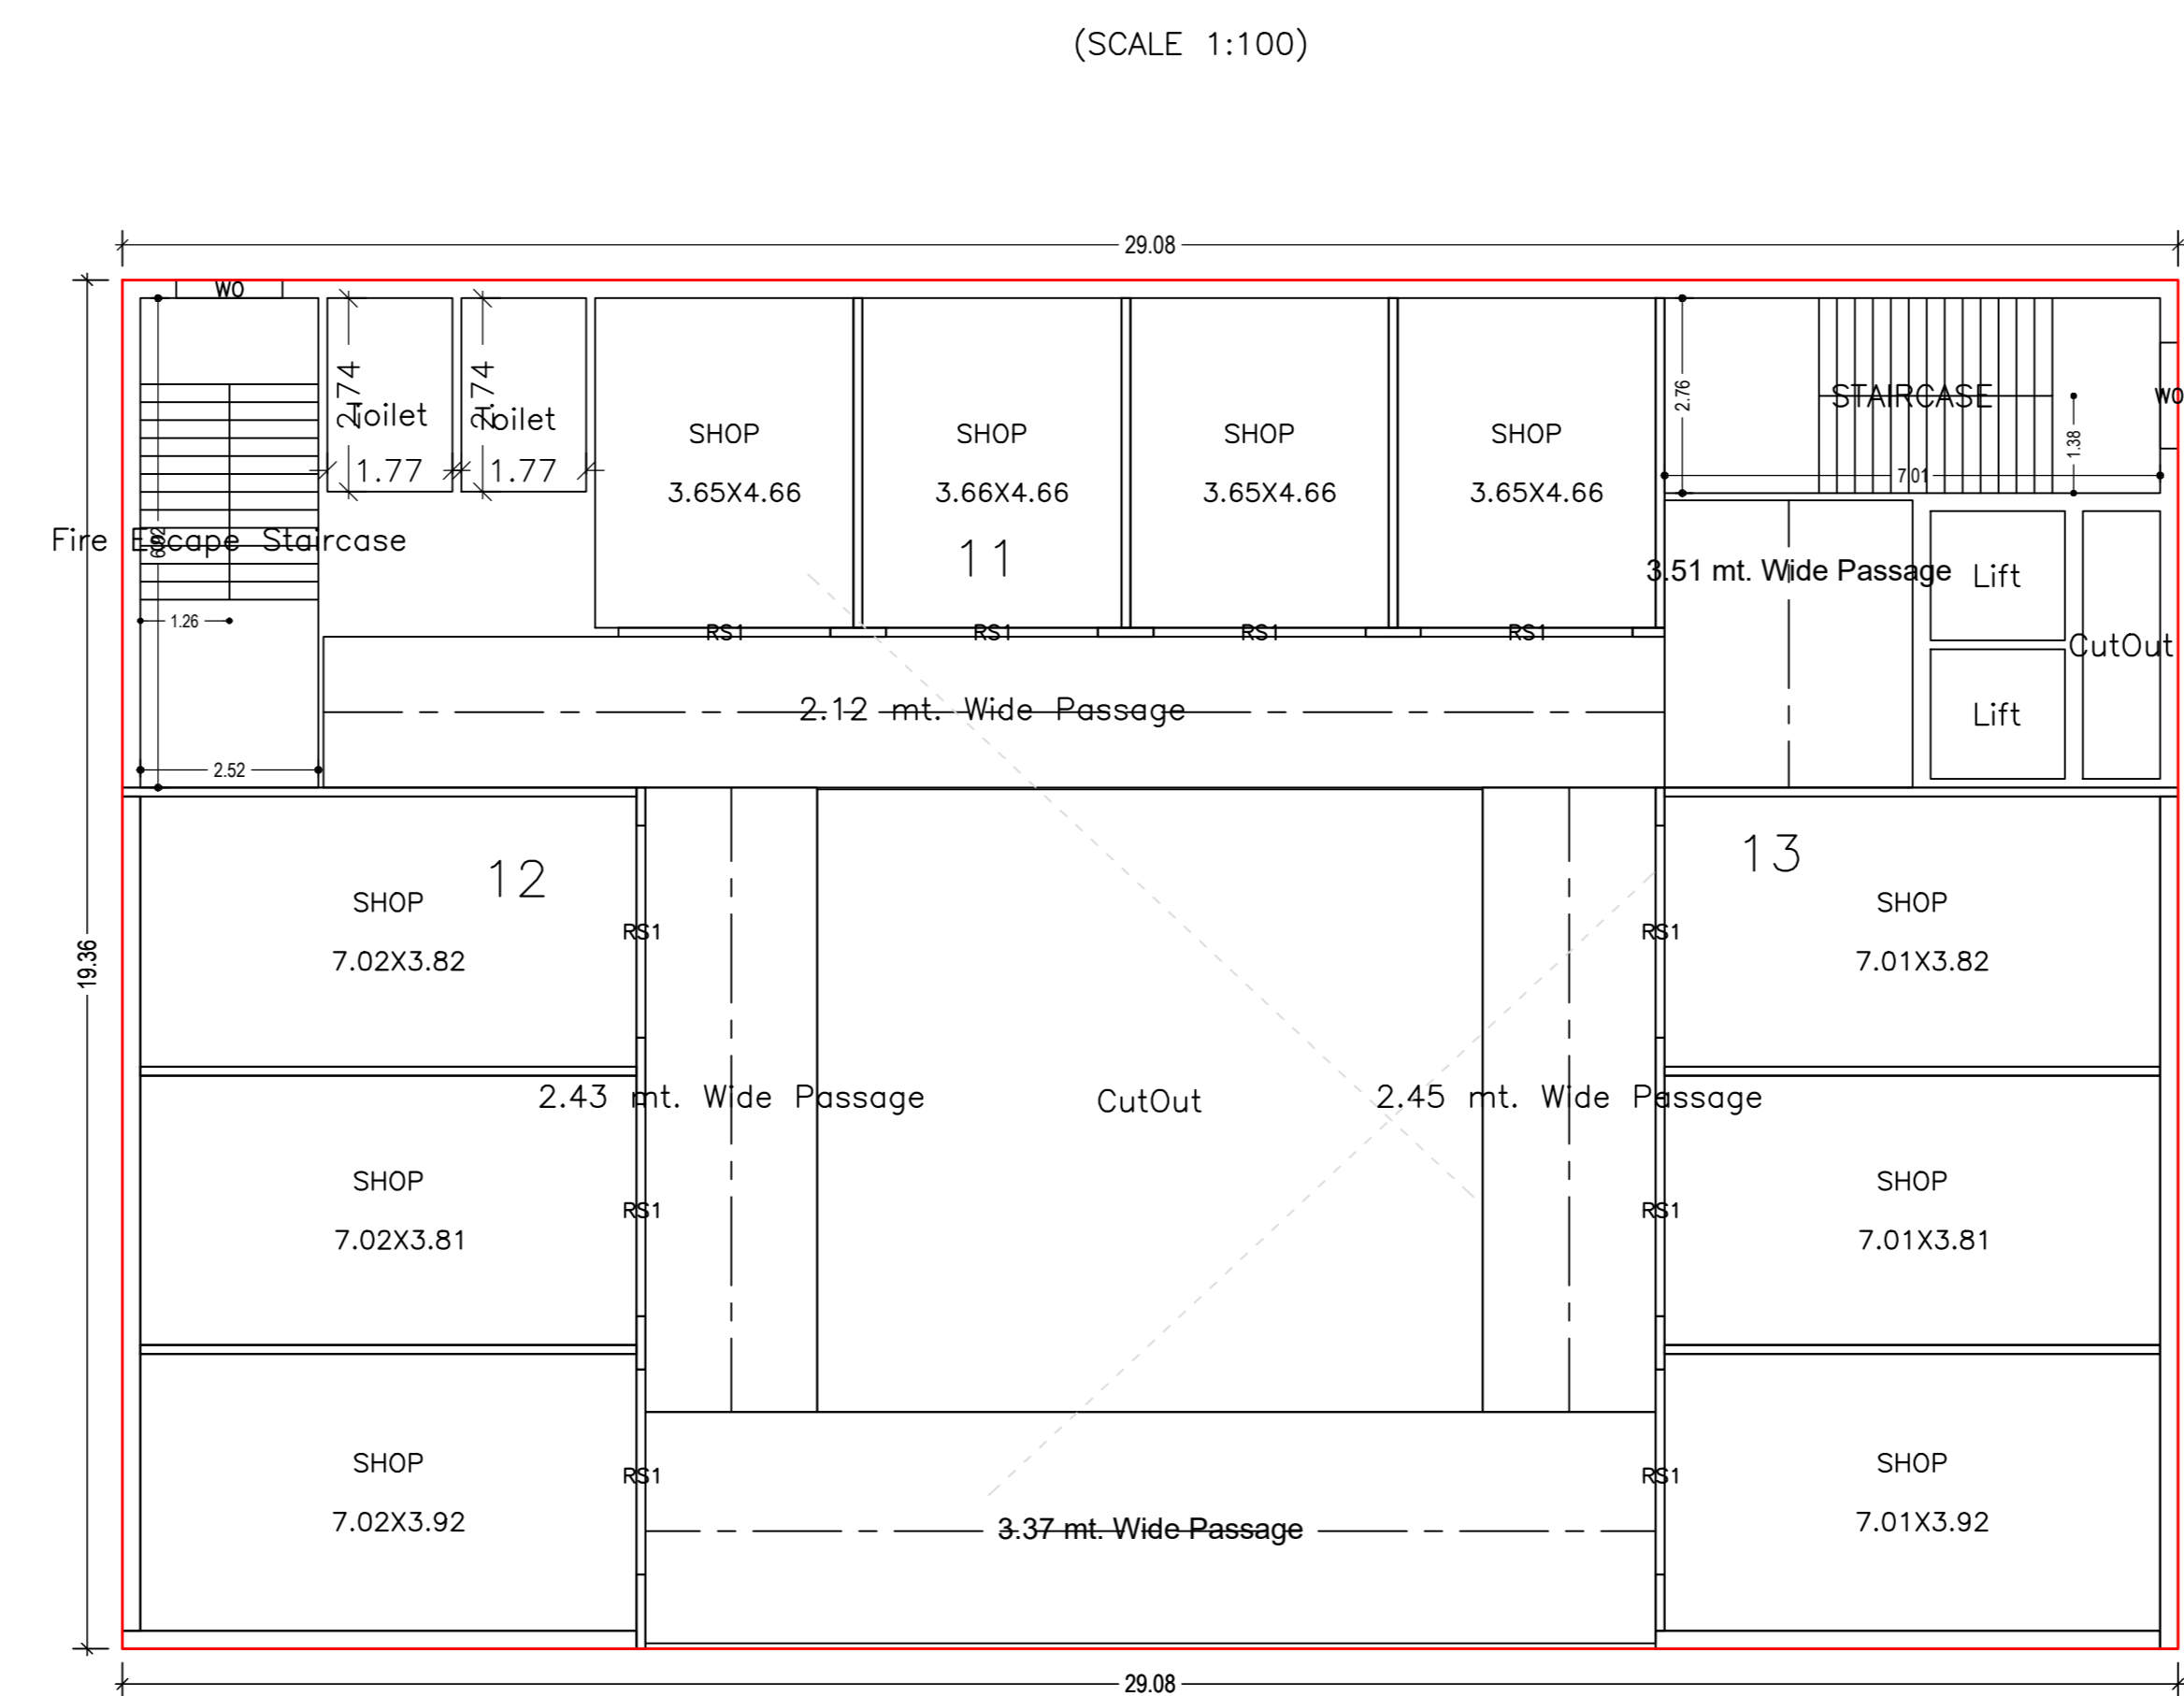 (SCALE 1:100)
29.08
WO
2.74
2.74
Toilet
Toilet
1.77
1.77
SHOP
3.65X4.66
SHOP
3.66X4.66
SHOP
3.65X4.66
SHOP
3.65X4.66
11
2.76
STAIRCASE
WO
1.38
7.01
Fire Escape Staircase
6.92
3.51 mt. Wide Passage
Lift
CutOut
Lift
1.26
RS1
RS1
RS1
RS1
2.12 mt. Wide Passage
2.52
19.36
12
SHOP
7.02X3.82
RS1
RS1
13
SHOP
7.01X3.82
2.43 mt. Wide Passage
CutOut
2.45 mt. Wide Passage
SHOP
7.02X3.81
RS1
RS1
SHOP
7.01X3.81
SHOP
7.02X3.92
RS1
RS1
SHOP
7.01X3.92
3.37 mt. Wide Passage
29.08